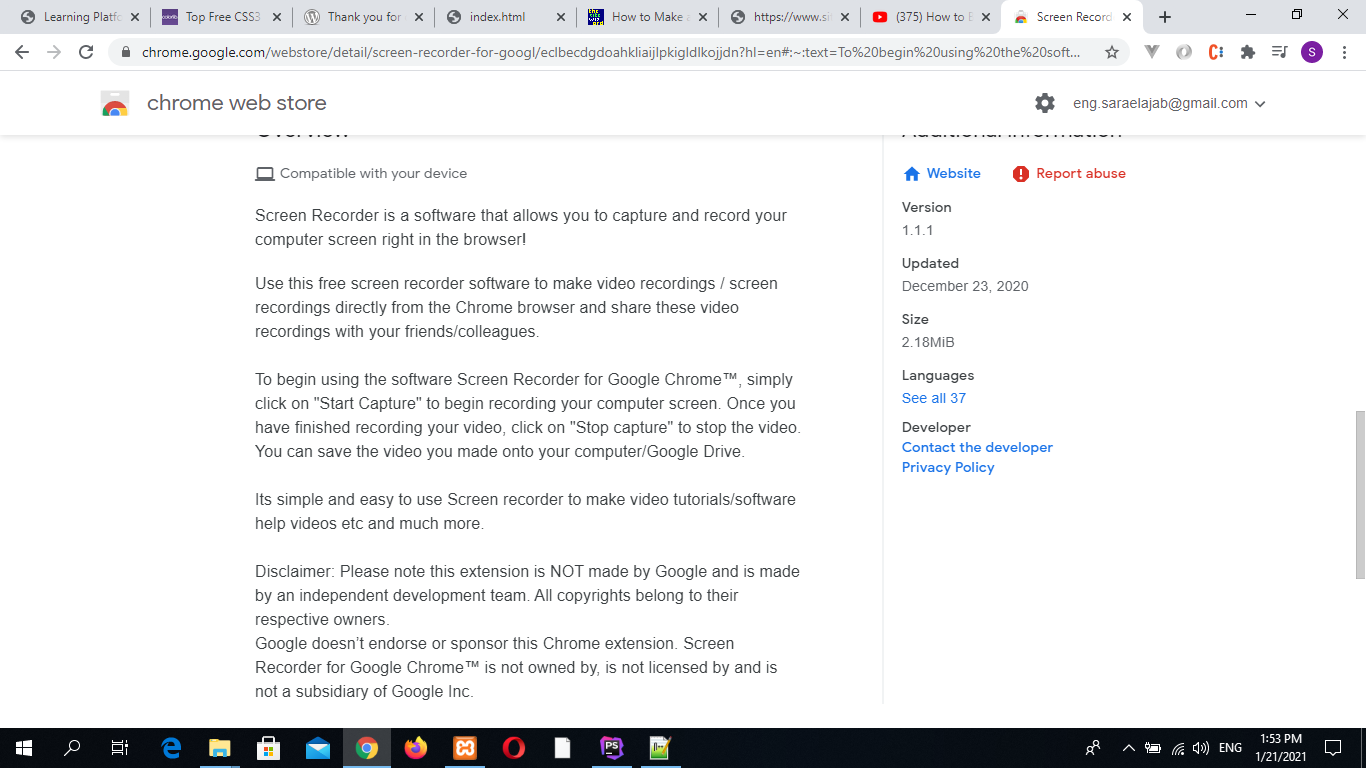 Learning Platfo
Top Free CSS3
Thank you for
index.html
How to Make a
https://www.sit
(375) How to B
Screen Record
chrome.google.com/webstore/detail/screen-recorder-for-googl/eclbecdgdoahkliaijlpkigldlkojjdn?hl=en#:~:text=To%20begin%20using%20the%20soft...
S
chrome web store
eng.saraelajab@gmail.com
Overview
Compatible with your device
Screen Recorder is a software that allows you to capture and record your
computer screen right in the browser!
Use this free screen recorder software to make video recordings / screen
recordings directly from the Chrome browser and share these video
recordings with your friends/colleagues.
To begin using the software Screen Recorder for Google Chrome™, simply
click on "Start Capture" to begin recording your computer screen. Once you
have finished recording your video, click on "Stop capture" to stop the video.
You can save the video you made onto your computer/Google Drive.
Its simple and easy to use Screen recorder to make video tutorials/software
help videos etc and much more.
Disclaimer: Please note this extension is NOT made by Google and is made
by an independent development team. All copyrights belong to their
respective owners.
Google doesn’t endorse or sponsor this Chrome extension. Screen
Recorder for Google Chrome™ is not owned by, is not licensed by and is
not a subsidiary of Google Inc.
Additional Information
Website
Report abuse
Version
1.1.1
Updated
December 23, 2020
Size
2.18MiB
Languages
See all 37
Developer
Contact the developer
Privacy Policy
PS
ENG
1:53 PM
1/21/2021